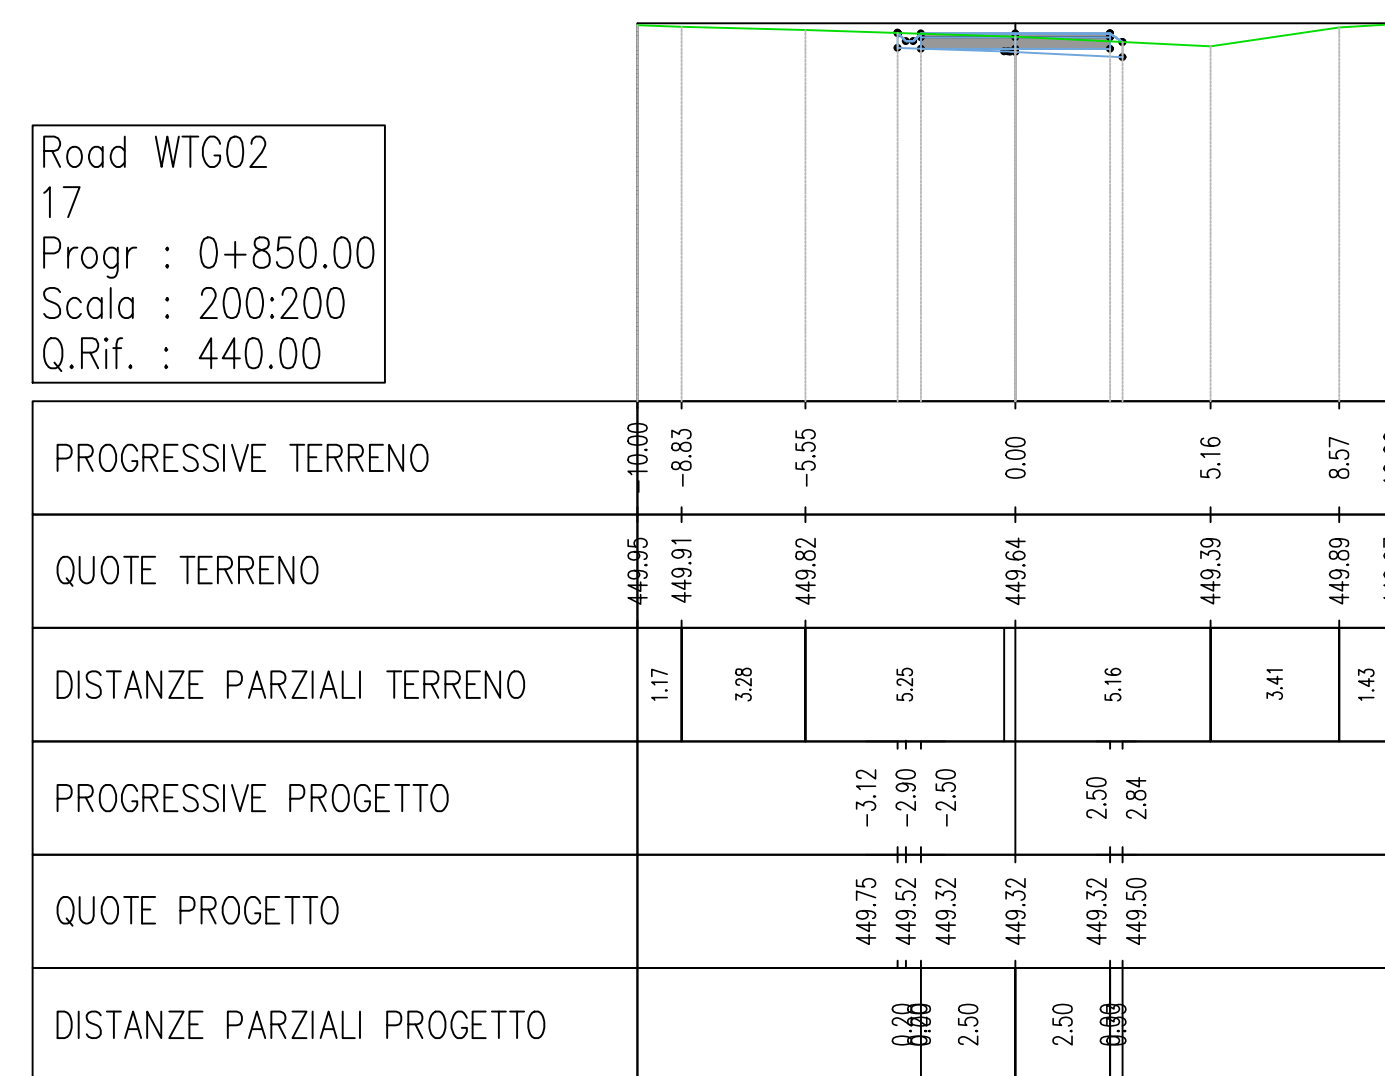 Road WTG02
17
Progr : 0+850.00
Scala : 200:200
Q.Rif. : 440.00
PROGRESSIVE TERRENO -10.00 -8.83 -5.55 0.00 5.16 8.57
QUOTE TERRENO 449.95 449.91 449.82 449.64 449.39 449.89
DISTANZE PARZIALI TERRENO 1.17 3.28 5.25 5.16 3.41 1.43
PROGRESSIVE PROGETTO -3.12 -2.90 -2.50 2.50 2.84
QUOTE PROGETTO 449.75 449.52 449.32 449.32 449.32 449.50
DISTANZE PARZIALI PROGETTO 0.20 2.50 2.50